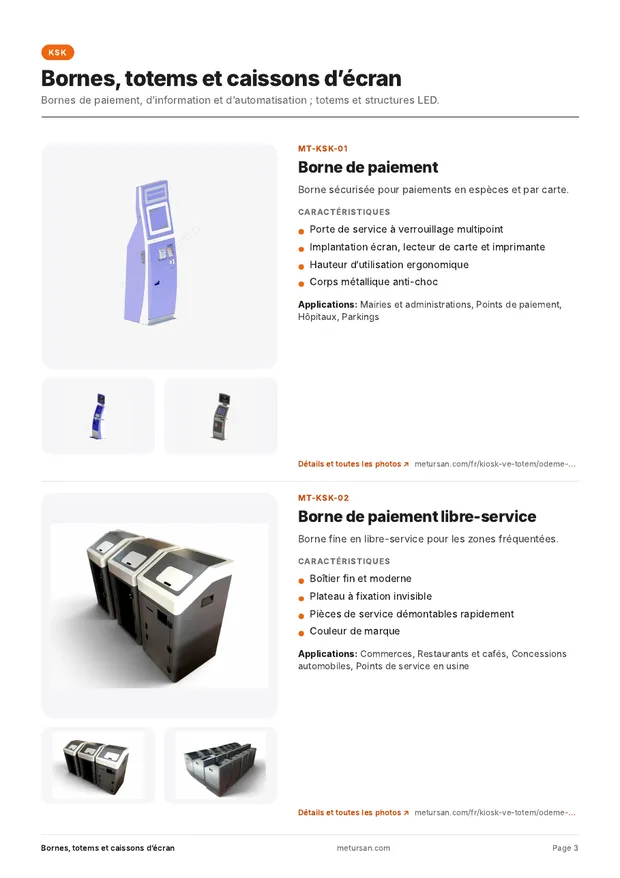 KSK
Bornes, totems et caissons d’écran
Bornes de paiement, d’information et d’automatisation ; totems et structures LED.
MT-KSK-01
Borne de paiement
Borne sécurisée pour paiements en espèces et par carte.
CARACTÉRISTIQUES
Porte de service à verrouillage multipoint
Implantation écran, lecteur de carte et imprimante
Hauteur d’utilisation ergonomique
Corps métallique anti-choc
Applications: Mairies et administrations, Points de paiement,
Hôpitaux, Parkings
Détails et toutes les photos ↗ metursan.com/fr/kiosk-ve-totem/odeme-…
MT-KSK-02
Borne de paiement libre-service
Borne fine en libre-service pour les zones fréquentées.
CARACTÉRISTIQUES
Boîtier fin et moderne
Plateau à fixation invisible
Pièces de service démontables rapidement
Couleur de marque
Applications: Commerces, Restaurants et cafés, Concessions
automobiles, Points de service en usine
Détails et toutes les photos ↗ metursan.com/fr/kiosk-ve-totem/odeme-…
Bornes, totems et caissons d’écran metursan.com Page 3